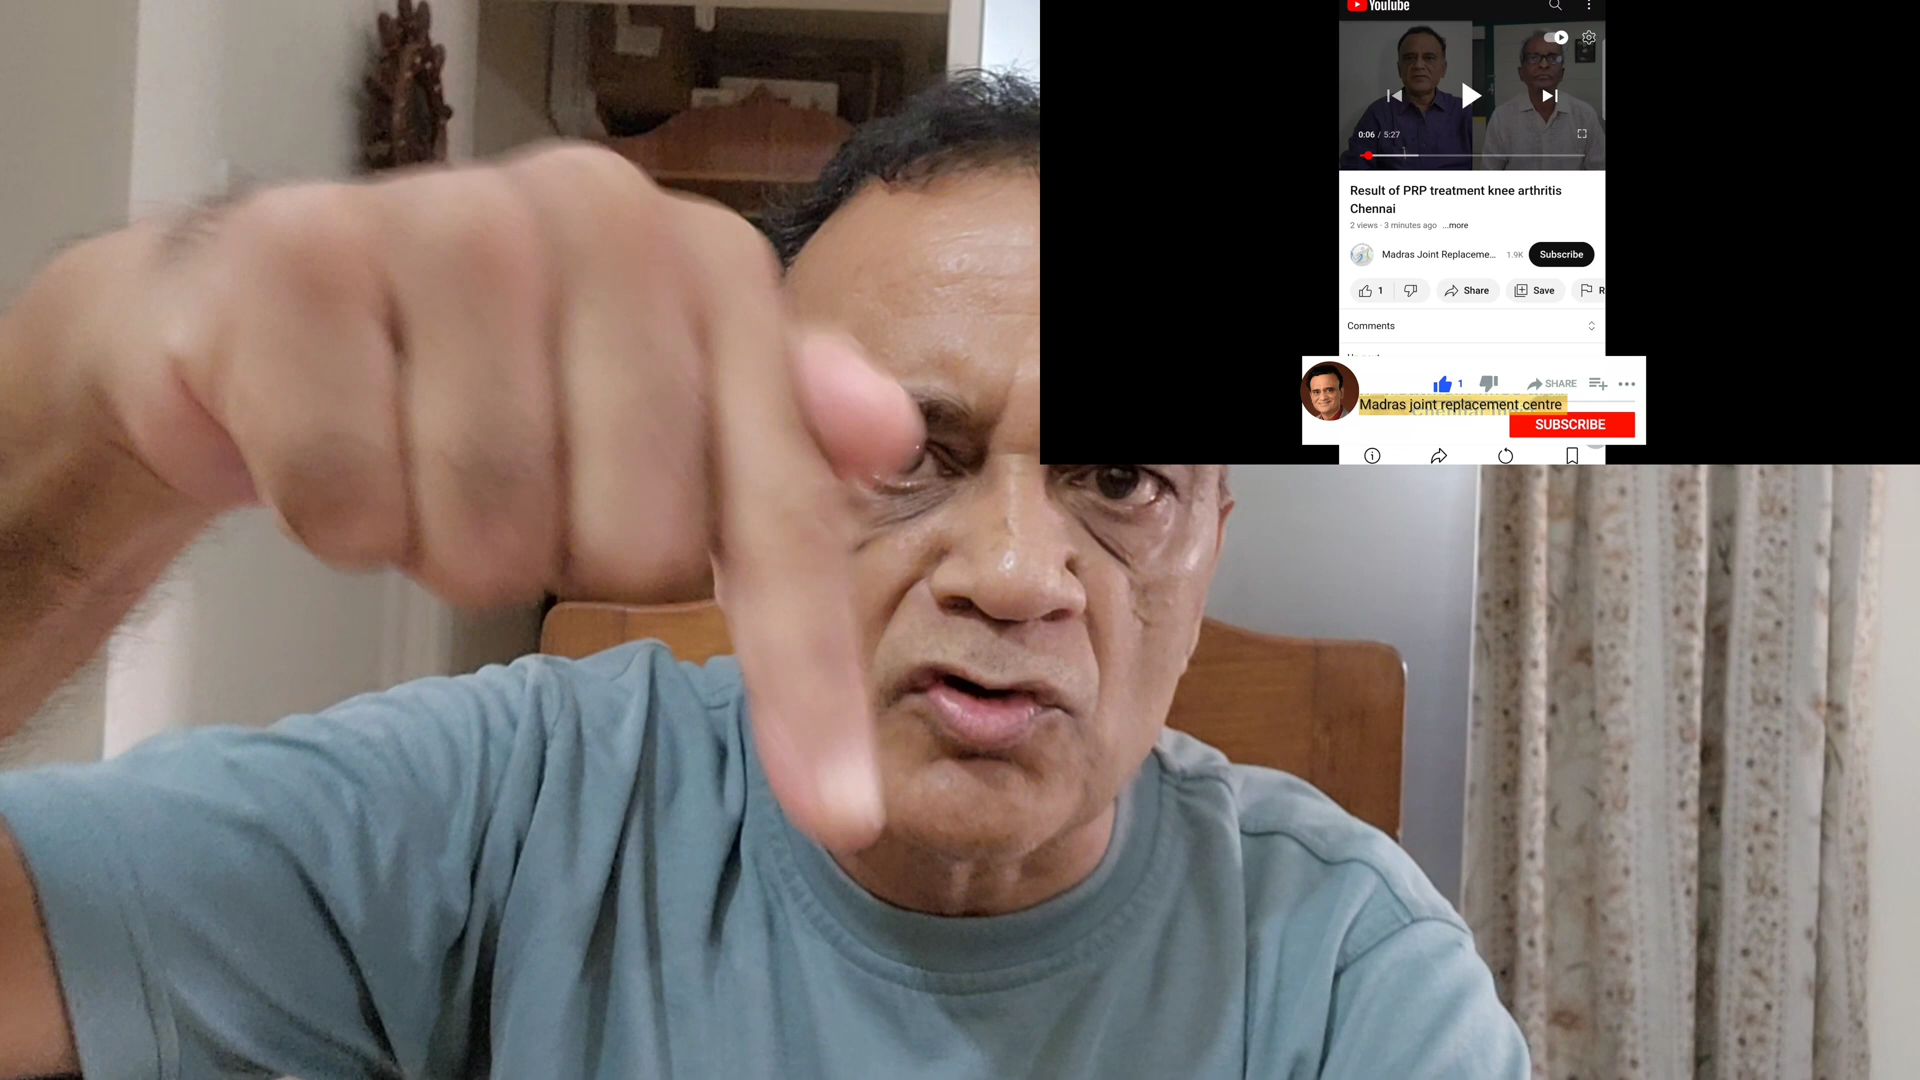 YouTube
0:06 / 5:27
Result of PRP treatment knee arthritis
Chennai
2 views · 3 minutes ago ...more
Madras Joint Replaceme... 1.9K Subscribe
1 Share Save R
Comments
1 SHARE
Madras joint replacement centre
SUBSCRIBE